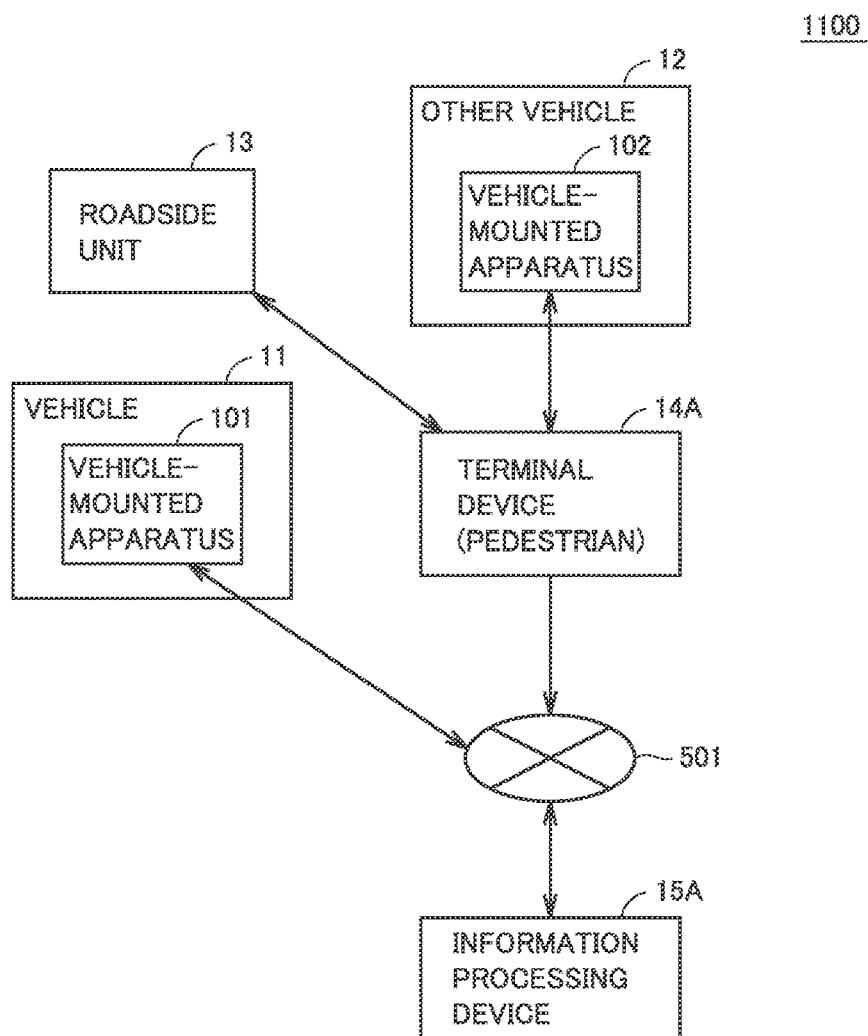 1100
12
OTHER VEHICLE
102
VEHICLE-
MOUNTED
APPARATUS
13
ROADSIDE
UNIT
11
VEHICLE
101
VEHICLE-
MOUNTED
APPARATUS
14A
TERMINAL
DEVICE
(PEDESTRIAN)
501
15A
INFORMATION
PROCESSING
DEVICE